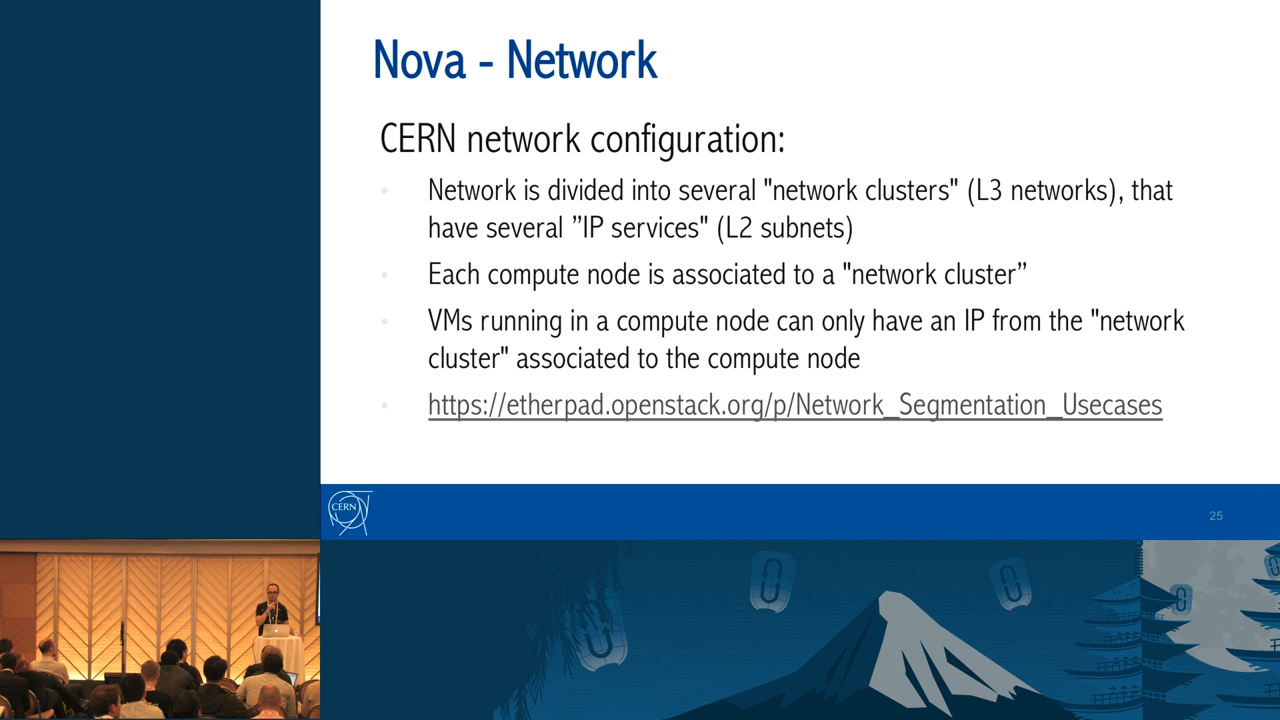 Nova - Network
CERN network configuration:
Network is divided into several "network clusters" (L3 networks), that
have several ”IP services" (L2 subnets)
Each compute node is associated to a "network cluster”
VMs running in a compute node can only have an IP from the "network
cluster" associated to the compute node
https://etherpad.openstack.org/p/Network_Segmentation_Usecases
CERN
25